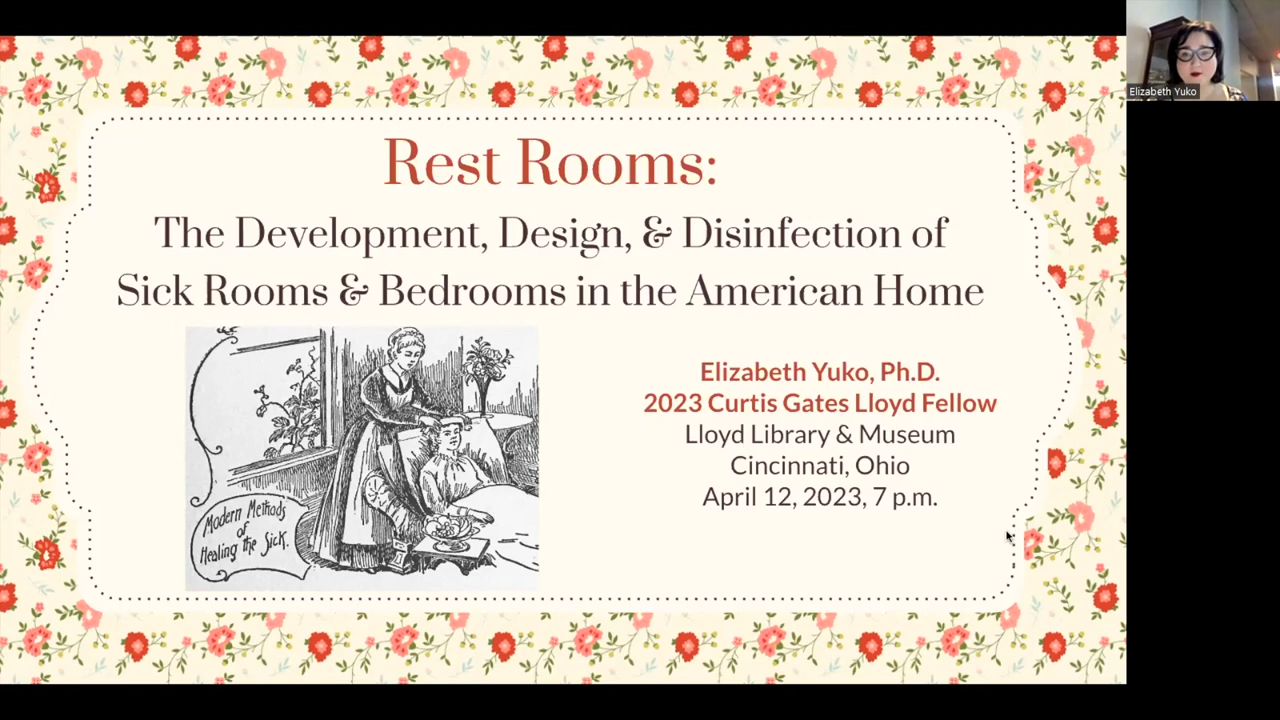 Rest Rooms:
The Development, Design, & Disinfection of
Sick Rooms & Bedrooms in the American Home
Modern Methods
of
Healing the Sick.
Elizabeth Yuko, Ph.D.
2023 Curtis Gates Lloyd Fellow
Lloyd Library & Museum
Cincinnati, Ohio
April 12, 2023, 7 p.m.
Elizabeth Yuko